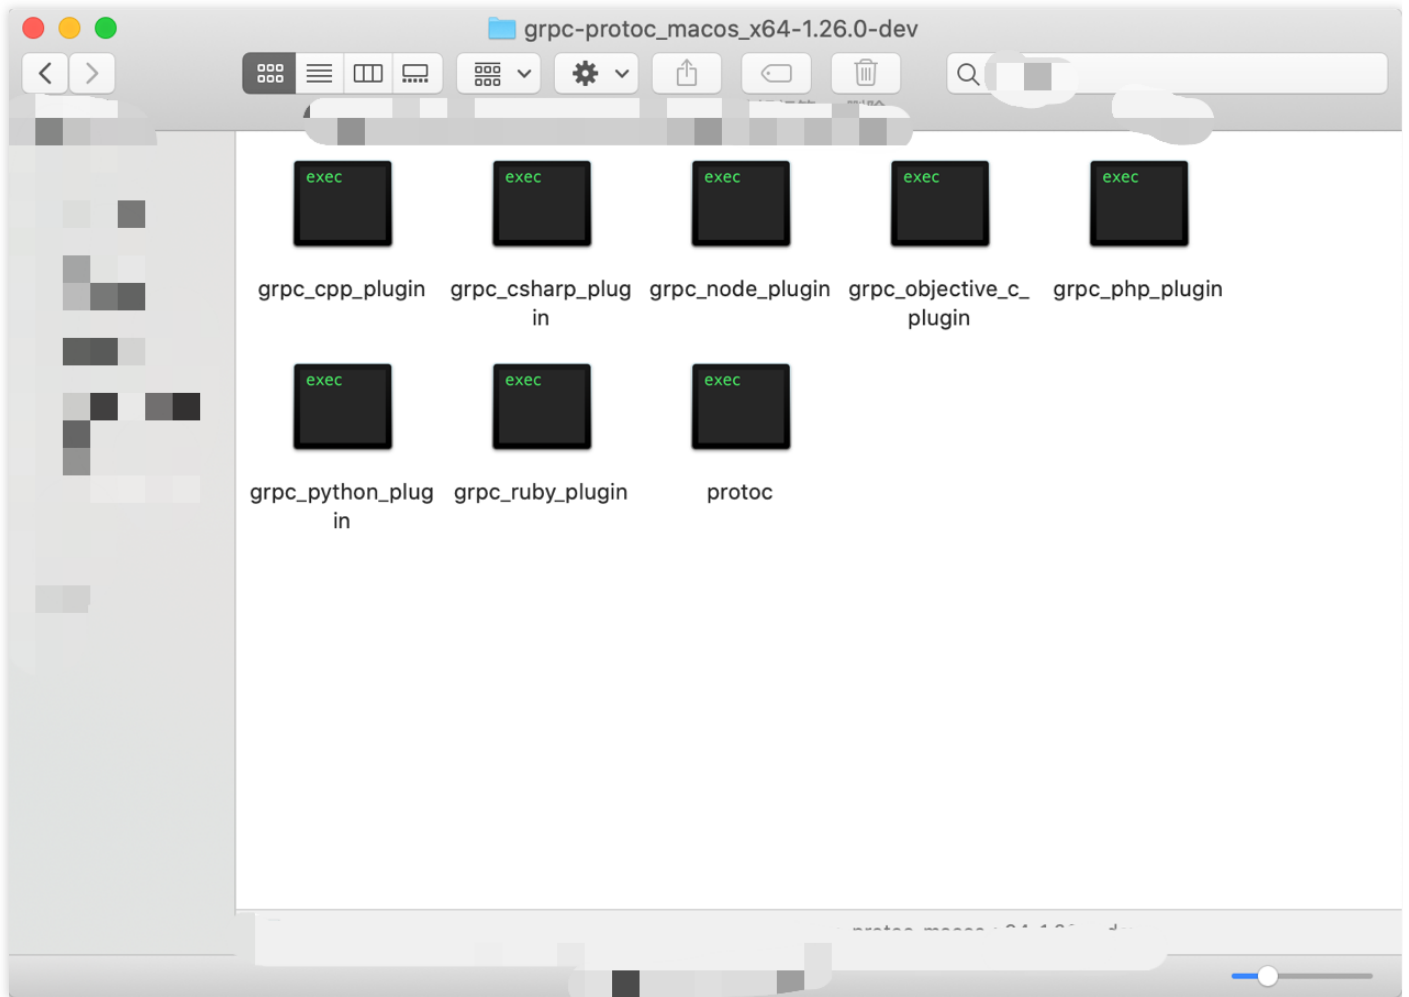 grpc-protoc_macos_x64-1.26.0-dev
exec exec exec exec exec
grpc_cpp_plugin grpc_csharp_plug grpc_node_plugin grpc_objective_c_ grpc_php_plugin
in plugin
exec exec exec
grpc_python_plug grpc_ruby_plugin protoc
in